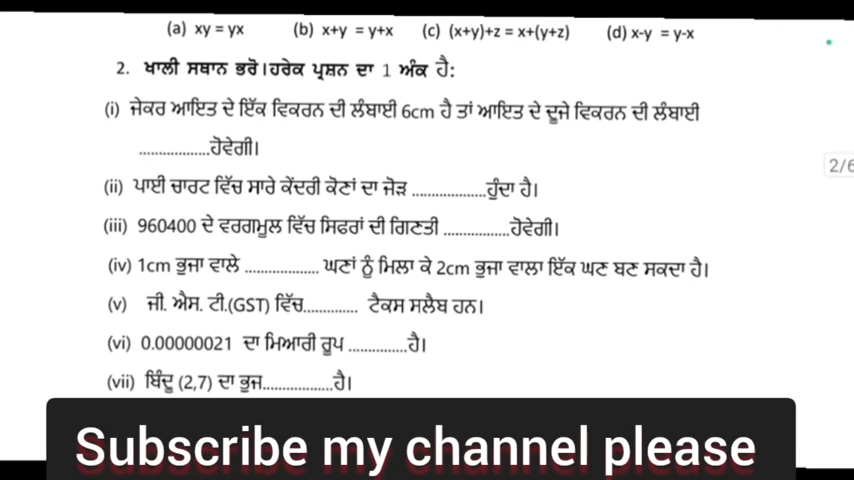 (a) xy = yx (b) x+y = y+x (c) (x+y)+z = x+(y+z) (d) x-y = y-x
2. ਖਾਲੀ ਸਥਾਨ ਭਰੋ।ਹਰੇਕ ਪ੍ਰਸ਼ਨ ਦਾ 1 ਅੰਕ ਹੈ:
(i) ਜੇਕਰ ਆਇਤ ਦੇ ਇੱਕ ਵਿਕਰਨ ਦੀ ਲੰਬਾਈ 6cm ਹੈ ਤਾਂ ਆਇਤ ਦੇ ਦੂਜੇ ਵਿਕਰਨ ਦੀ ਲੰਬਾਈ
..................ਹੋਵੇਗੀ।
2/6
(ii) ਪਾਈ ਚਾਰਟ ਵਿੱਚ ਸਾਰੇ ਕੇਂਦਰੀ ਕੋਣਾਂ ਦਾ ਜੋੜ ...................ਹੁੰਦਾ ਹੈ।
(iii) 960400 ਦੇ ਵਰਗਮੂਲ ਵਿੱਚ ਸਿਫਰਾਂ ਦੀ ਗਿਣਤੀ .................ਹੋਵੇਗੀ।
(iv) 1cm ਭੁਜਾ ਵਾਲੇ ................... ਘਣਾਂ ਨੂੰ ਮਿਲਾ ਕੇ 2cm ਭੁਜਾ ਵਾਲਾ ਇੱਕ ਘਣ ਬਣ ਸਕਦਾ ਹੈ।
(v) ਜੀ. ਐਸ. ਟੀ.(GST) ਵਿੱਚ.............. ਟੈਕਸ ਸਲੈਬ ਹਨ।
(vi) 0.00000021 ਦਾ ਮਿਆਰੀ ਰੂਪ ...............ਹੈ।
(vii) ਬਿੰਦੂ (2,7) ਦਾ ਭੁਜ..................ਹੈ।
Subscribe my channel please